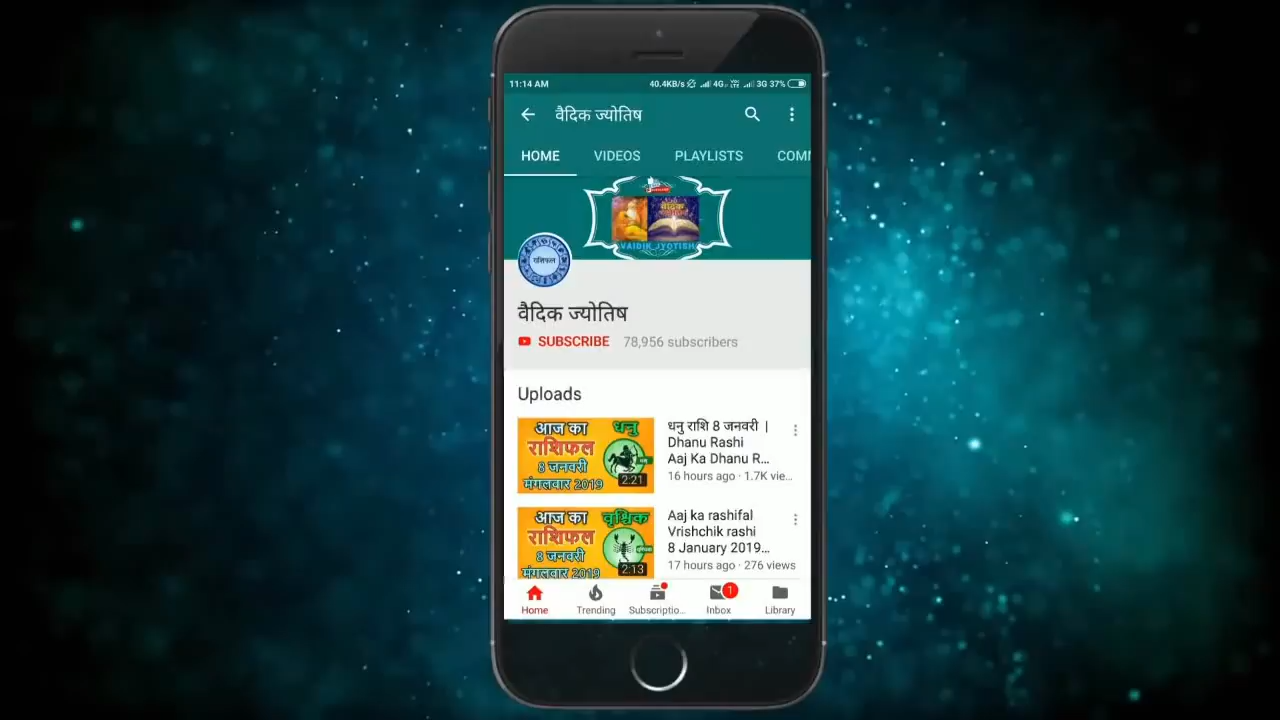 11:14 AM
40.4KB/s 4G 3G 37%
वैदिक ज्योतिष
HOME VIDEOS PLAYLISTS COMM
वैदिक
VAIDIK JYOTISH
राशिफल
वैदिक ज्योतिष
SUBSCRIBE 78,956 subscribers
Uploads
आज का धनु
राशिफल
8 जनवरी
मंगलवार 2019
2:21
धनु राशि 8 जनवरी |
Dhanu Rashi
Aaj Ka Dhanu R...
16 hours ago · 1.7K vie...
आज का वृश्चिक
राशिफल
8 जनवरी
मंगलवार 2019
2:13
Aaj ka rashifal
Vrishchik rashi
8 January 2019...
17 hours ago · 276 views
1
Home Trending Subscriptio... Inbox Library